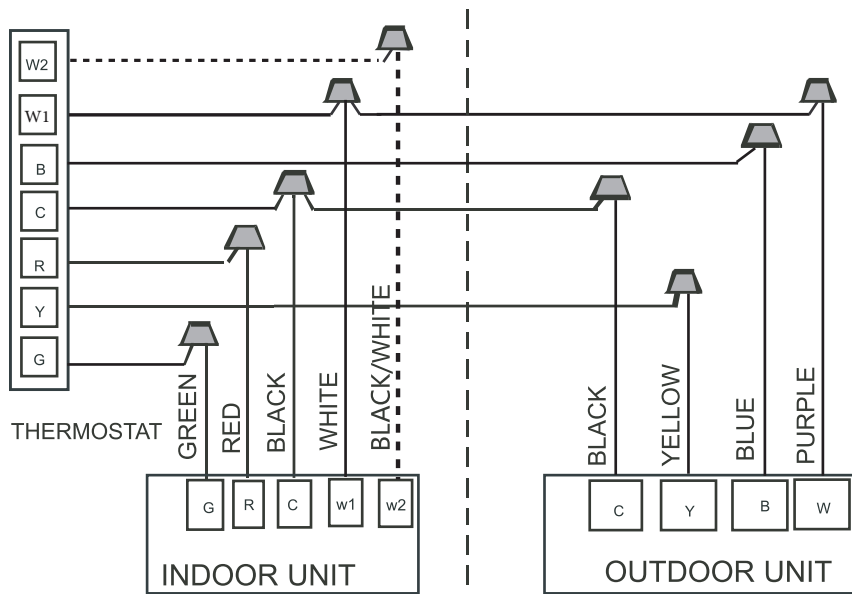 W2
W1
B
C
R
Y
G
THERMOSTAT
GREEN
RED
BLACK
WHITE
BLACK/WHITE
BLACK
YELLOW
BLUE
PURPLE
G R C w1 w2
C Y B W
INDOOR UNIT
OUTDOOR UNIT